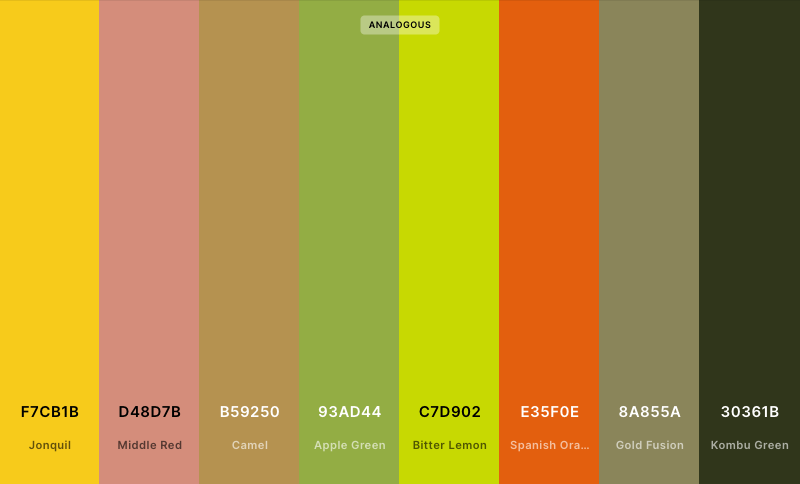 ANALOGOUS
F7CB1B D48D7B B59250 93AD44 C7D902 E35F0E 8A855A 30361B
Jonquil Middle Red Camel Apple Green Bitter Lemon Spanish Ora... Gold Fusion Kombu Green